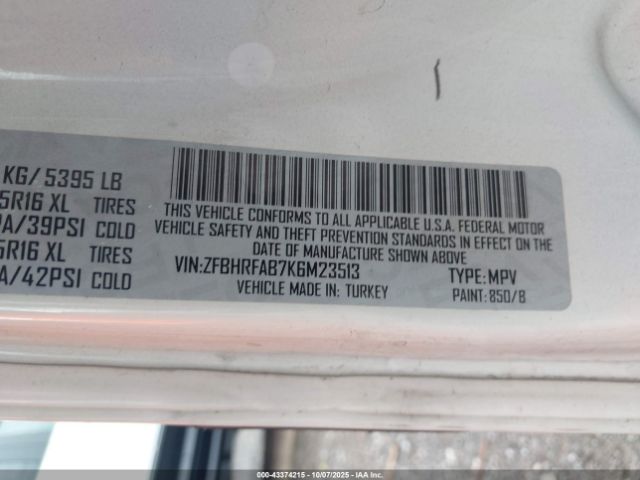 KG/ 5395 LB
5R16 XL TIRES
A/39PSI COLD
5R16 XL TIRES
A/42PSI COLD
THIS VEHICLE CONFORMS TO ALL APPLICABLE U.S.A. FEDERAL MOTOR
VEHICLE SAFETY AND THEFT PREVENTION STANDARDS IN EFFECT ON THE
DATE OF MANUFACTURE SHOWN ABOVE
VIN:ZFBHRFAB7K6M23513 TYPE:MPV
VEHICLE MADE IN: TURKEY PAINT: 850/B
000-43374215 - 10/07/2025 - IAAI.COM